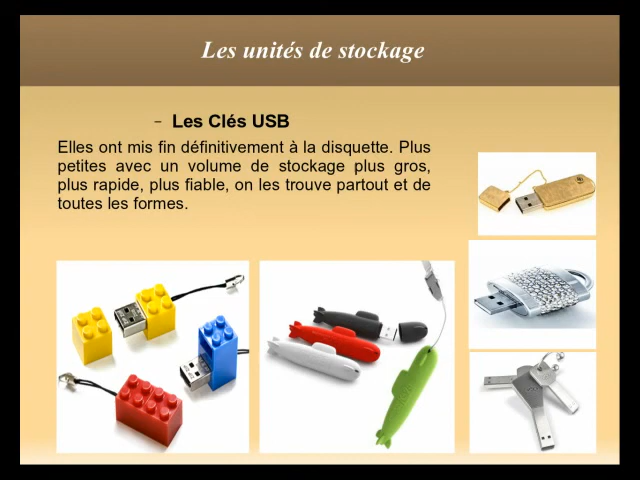 Les unités de stockage
– Les Clés USB
Elles ont mis fin définitivement à la disquette. Plus
petites avec un volume de stockage plus gros,
plus rapide, plus fiable, on les trouve partout et de
toutes les formes.